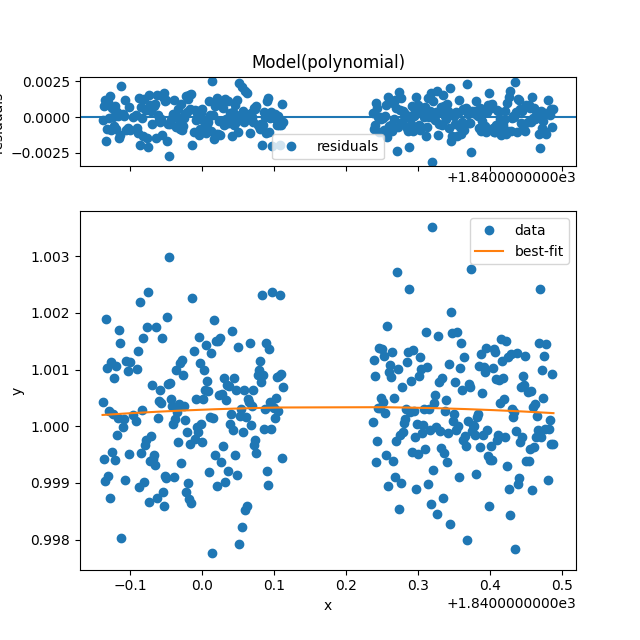 Model(polynomial)
0.0025
0.0000
−0.0025
residuals
+1.8400000000e3
1.003
1.002
1.001
1.000
0.999
0.998
data
best-fit
y
−0.1
0.0
0.1
0.2
0.3
0.4
0.5
x
+1.8400000000e3